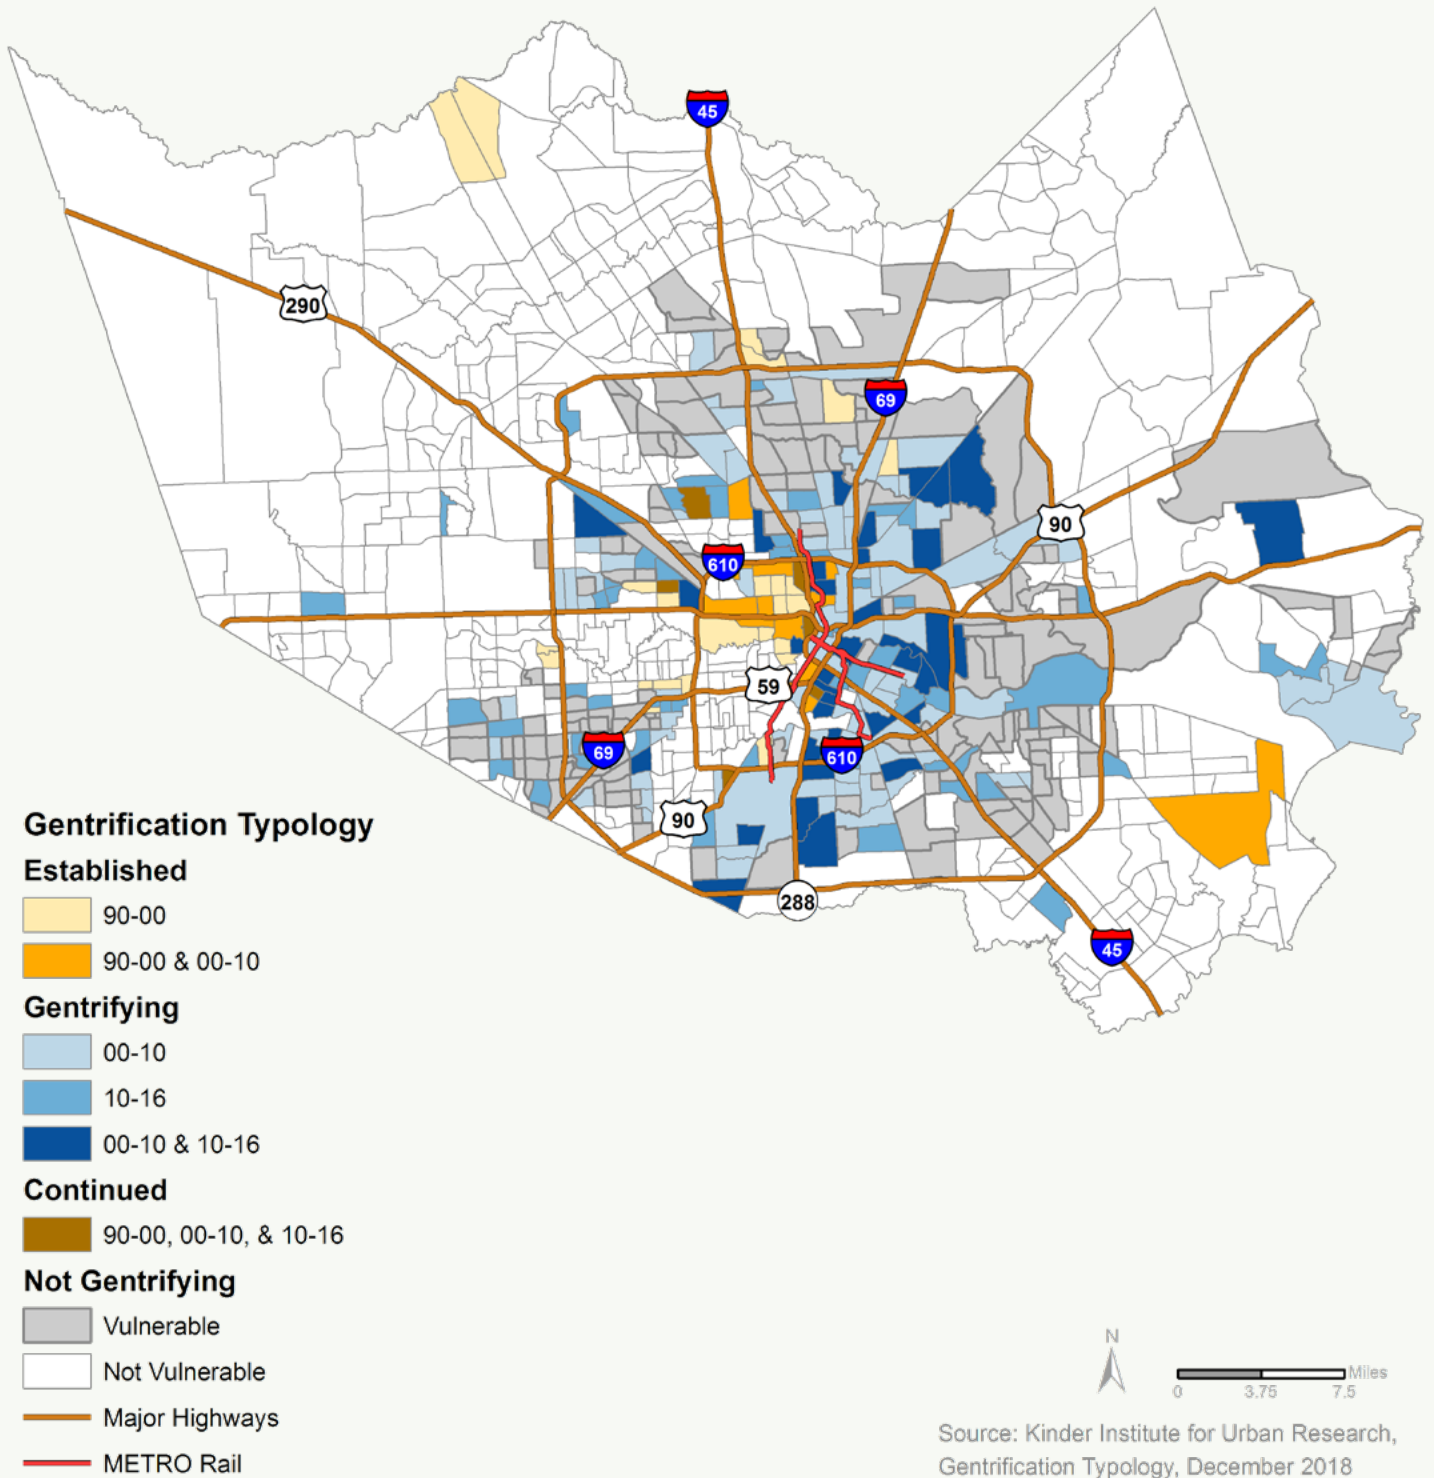 45
290
69
90
610
59
69
610
90
288
45
Gentrification Typology
Established
90-00
90-00 & 00-10
Gentrifying
00-10
10-16
00-10 & 10-16
Continued
90-00, 00-10, & 10-16
Not Gentrifying
Vulnerable
Not Vulnerable
Major Highways
METRO Rail
N
Miles
0 3.75 7.5
Source: Kinder Institute for Urban Research,
Gentrification Typology, December 2018